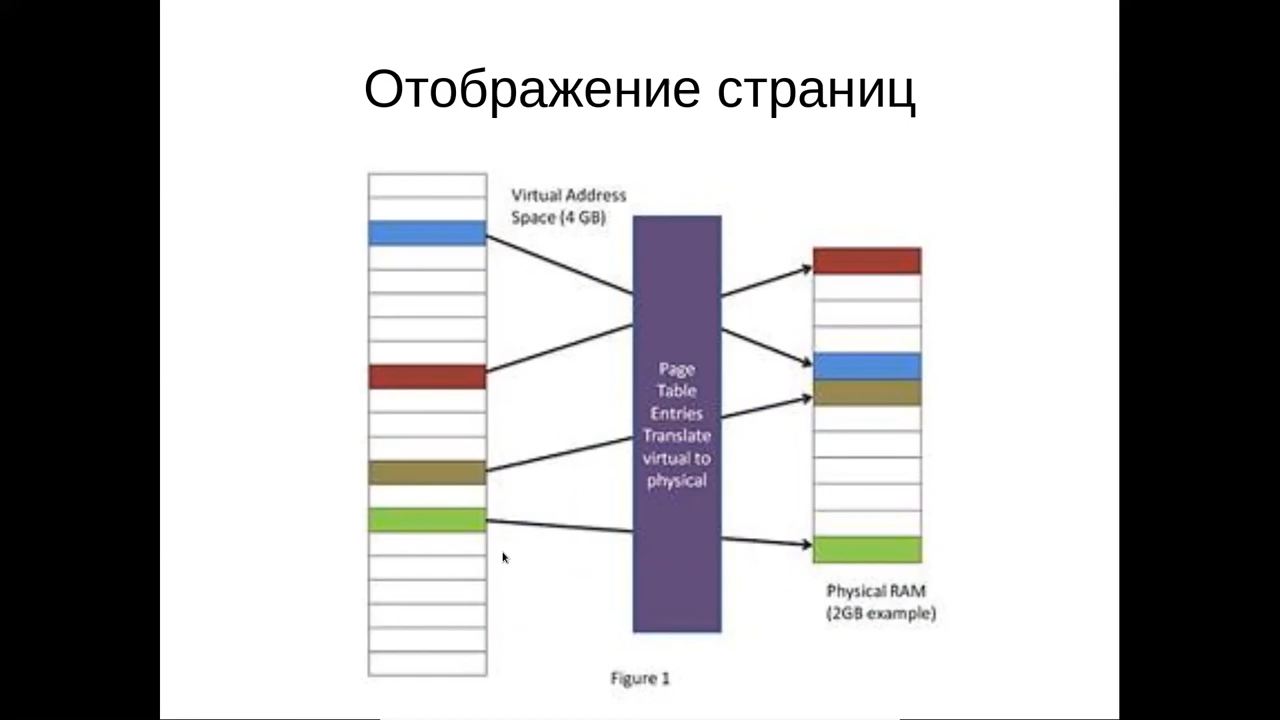 Отображение страниц
Virtual Address
Space (4 GB)
Page
Table
Entries
Translate
virtual to
physical
Physical RAM
(2GB example)
Figure 1